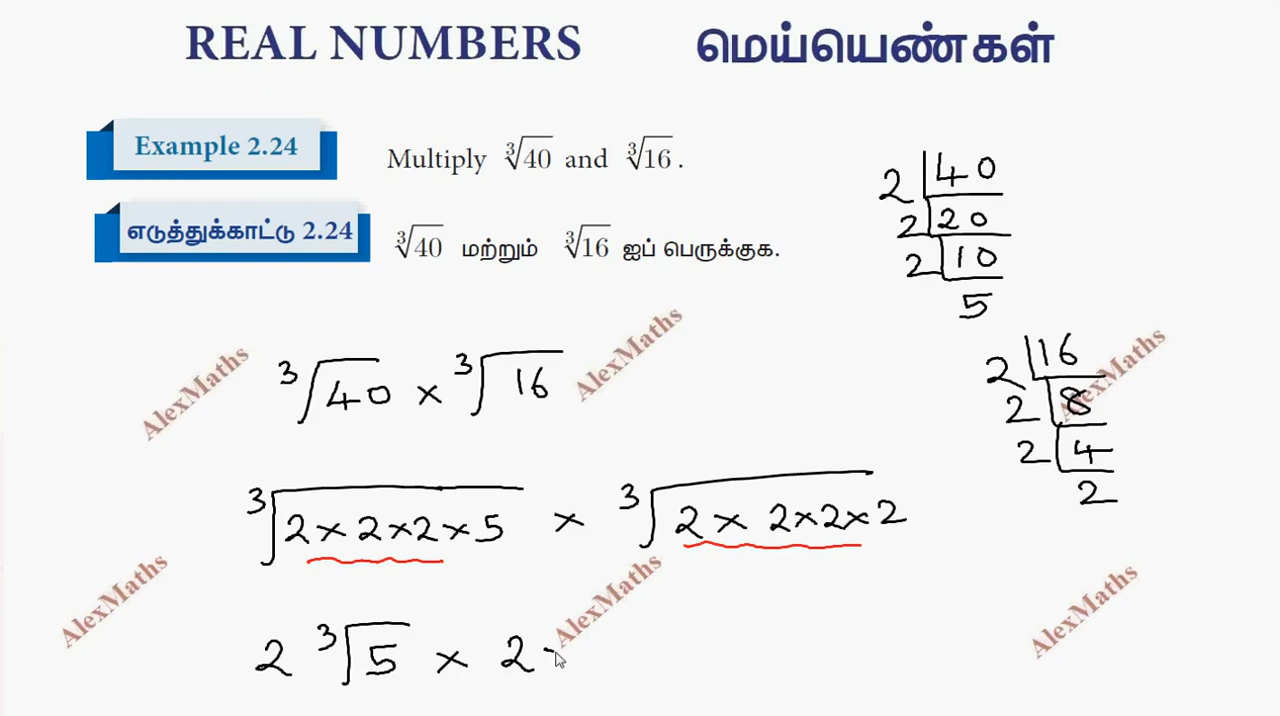 REAL NUMBERS மெய்யெண்கள்
Example 2.24 Multiply ∛40 and ∛16.
எடுத்துக்காட்டு 2.24 ∛40 மற்றும் ∛16 ஐப் பெருக்குக.
2 | 40
2 | 20
2 | 10
5
2 | 16
2 | 8
2 | 4
2
∛40 × ∛16
∛2×2×2×5 × ∛2×2×2×2
2 ∛5 × 2
AlexMaths
AlexMaths
AlexMaths
AlexMaths
AlexMaths
AlexMaths